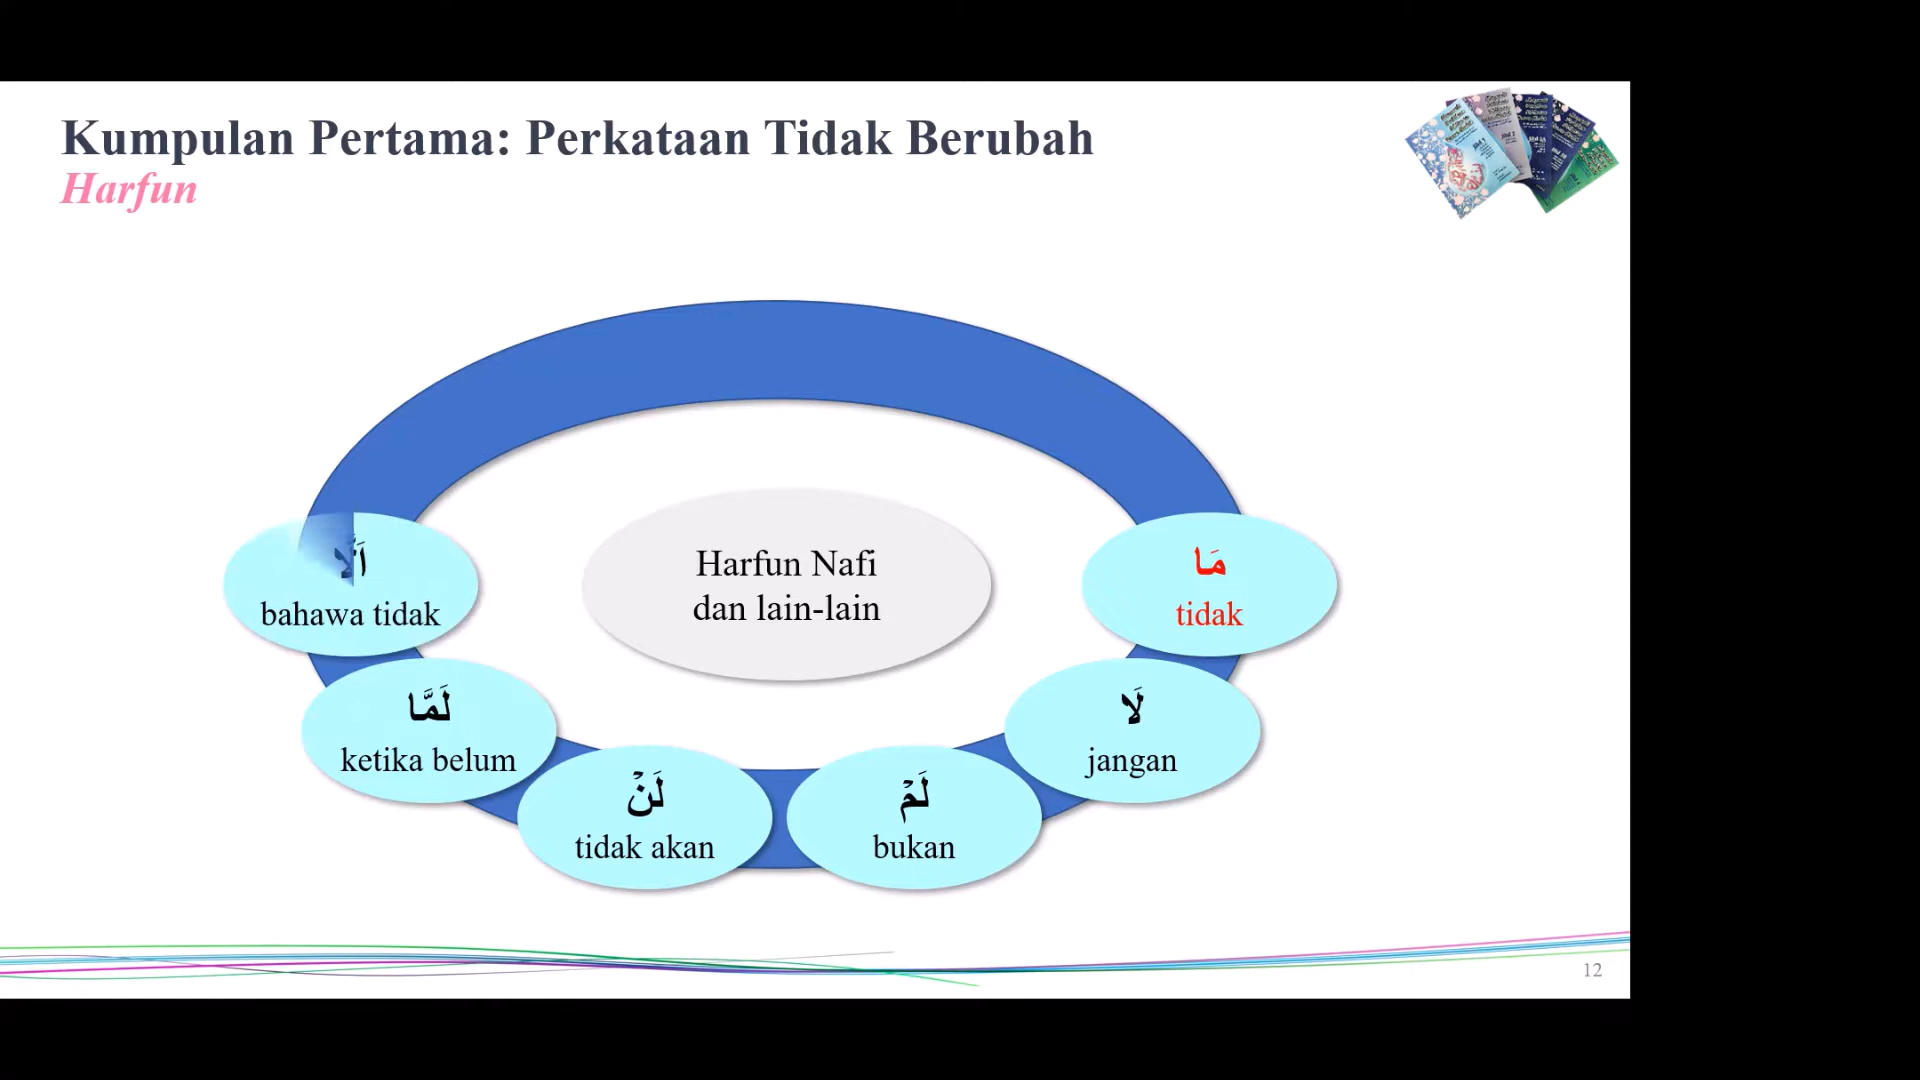 Kumpulan Pertama: Perkataan Tidak Berubah
Harfun
Harfun Nafi
dan lain-lain
مَا
tidak
لَا
jangan
لَمْ
bukan
لَنْ
tidak akan
لَمَّا
ketika belum
اَلَّا
bahawa tidak
12